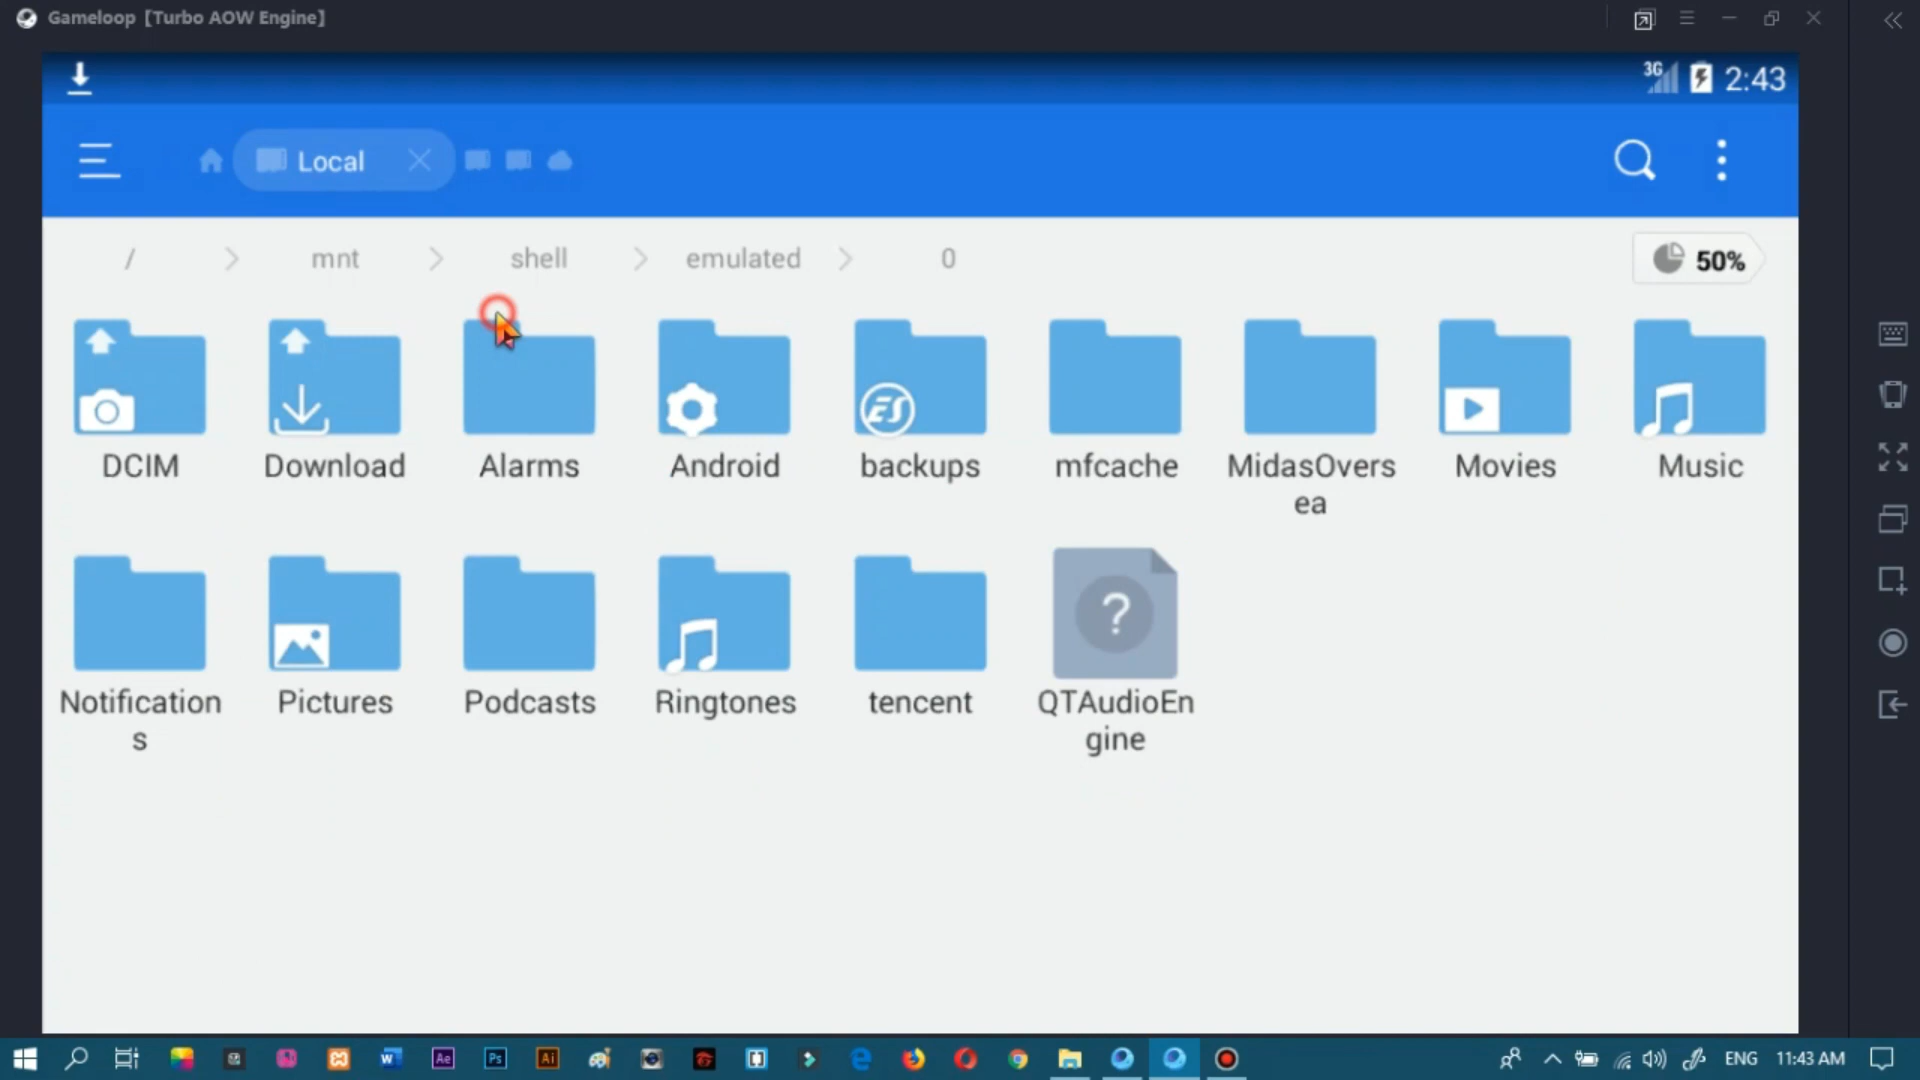 Gameloop [Turbo AOW Engine]
3G 2:43
Local
/ mnt shell emulated 0
50%
DCIM Download Alarms Android backups mfcache MidasOvers Movies Music
ea
Notification Pictures Podcasts Ringtones tencent QTAudioEn
s gine
ENG 11:43 AM